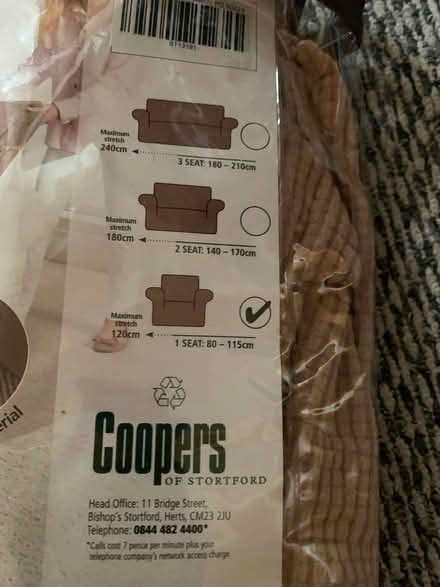 Maximum
stretch
240cm
3 SEAT: 180 – 210cm
Maximum
stretch
180cm
2 SEAT: 140 – 170cm
Maximum
stretch
120cm
1 SEAT: 80 – 115cm
Coopers
OF STORTFORD
Head Office: 11 Bridge Street,
Bishop's Stortford, Herts, CM23 2JU
Telephone: 0844 482 4400*
*Calls cost 7 pence per minute plus your
telephone company's network access charge